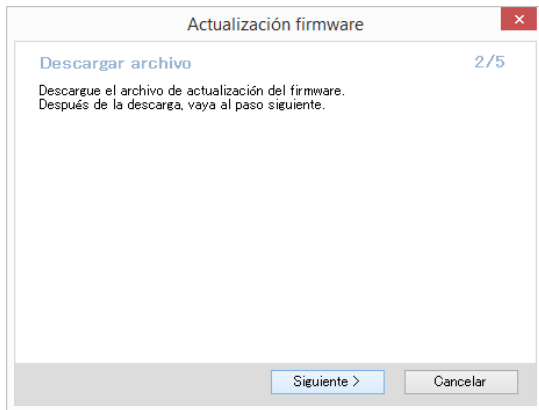 Actualización firmware
Descargar archivo 2/5
Descargue el archivo de actualización del firmware.
Después de la descarga, vaya al paso siguiente.
Siguiente > Cancelar